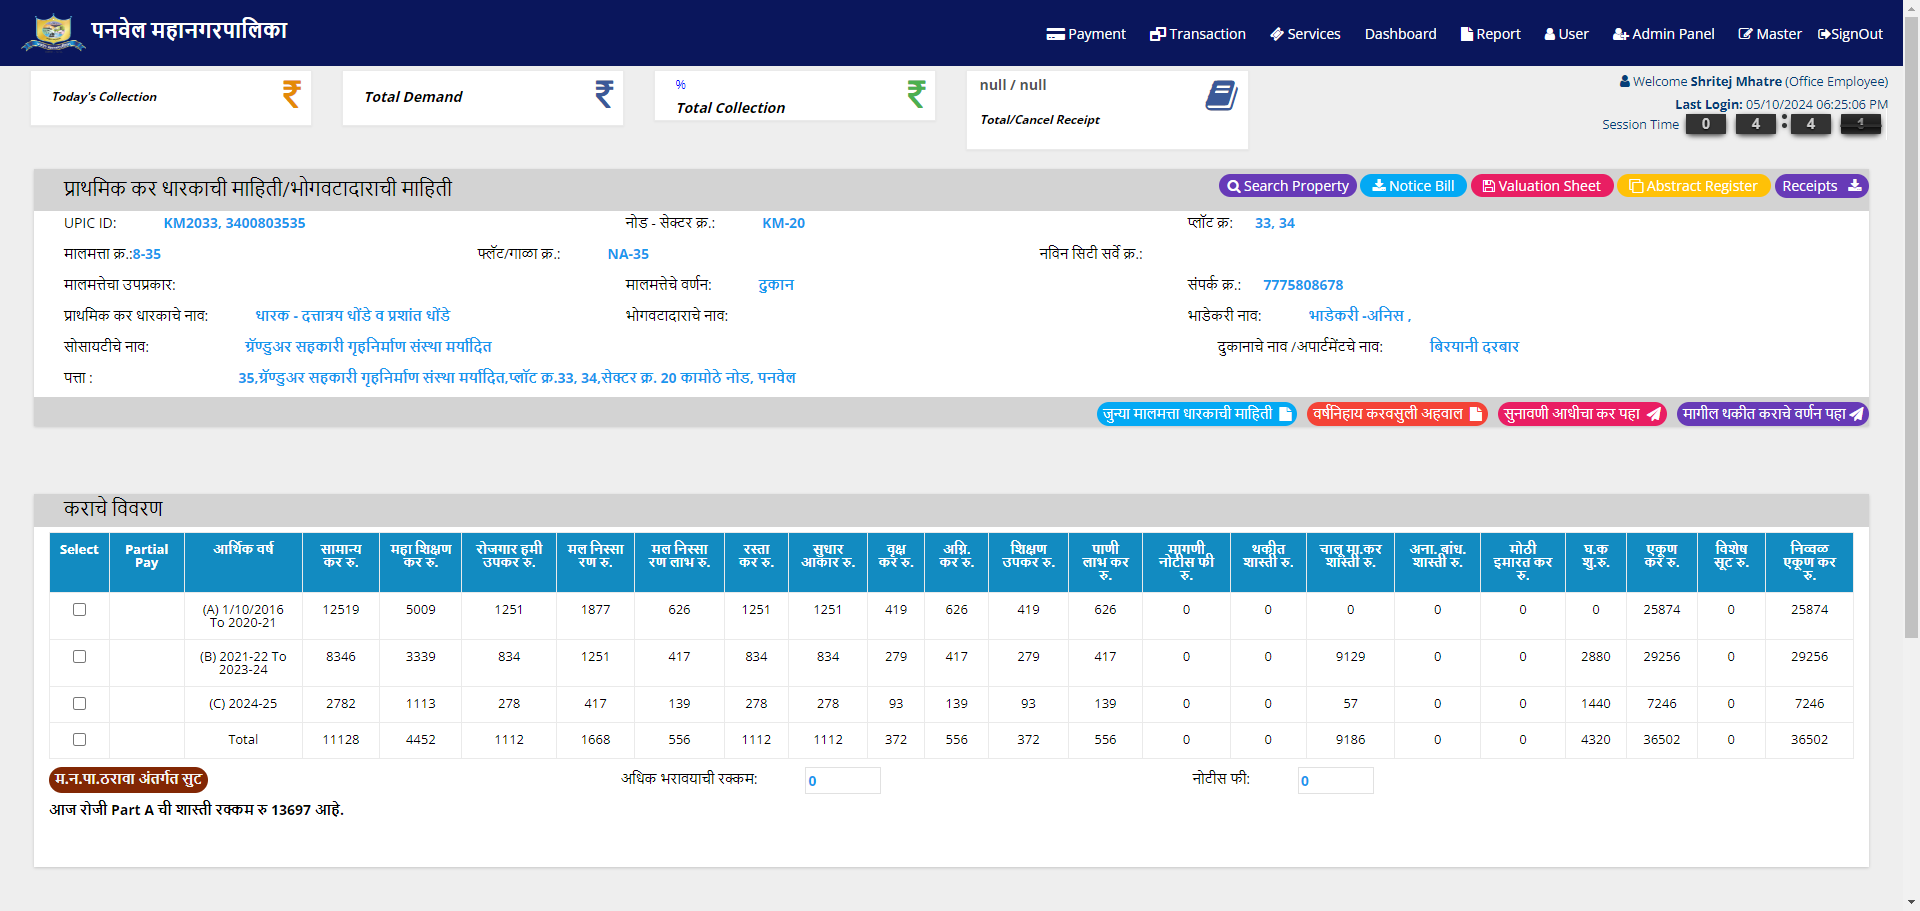 पनवेल महानगरपालिका
Payment Transaction Services Dashboard Report User Admin Panel Master SignOut
Today's Collection
Total Demand
%
Total Collection
null / null
Total/Cancel Receipt
Welcome Shritej Mhatre (Office Employee)
Last Login: 05/10/2024 06:25:06 PM
Session Time 0 4 : 4
प्राथमिक कर धारकाची माहिती/भोगवटादाराची माहिती
Search Property Notice Bill Valuation Sheet Abstract Register Receipts
UPIC ID: KM2033, 3400803535 नोड - सेक्टर क्र.: KM-20 प्लॉट क्र: 33, 34
मालमत्ता क्र.:8-35 फ्लॅट/गाळा क्र.: NA-35 नविन सिटी सर्वे क्र.:
मालमत्तेचा उपप्रकार: मालमत्तेचे वर्णन: दुकान संपर्क क्र.: 7775808678
प्राथमिक कर धारकाचे नाव: धारक - दत्तात्रय धोंडे व प्रशांत धोंडे भोगवटादाराचे नाव: भाडेकरी नाव: भाडेकरी -अनिस ,
सोसायटीचे नाव: ग्रॅण्डुअर सहकारी गृहनिर्माण संस्था मर्यादित दुकानाचे नाव /अपार्टमेंटचे नाव: बिरयानी दरबार
पत्ता : 35,ग्रॅण्डुअर सहकारी गृहनिर्माण संस्था मर्यादित,प्लॉट क्र.33, 34,सेक्टर क्र. 20 कामोठे नोड, पनवेल
जुन्या मालमत्ता धारकाची माहिती वर्षनिहाय करवसुली अहवाल सुनावणी आधीचा कर पहा मागील थकीत कराचे वर्णन पहा
कराचे विवरण
Select Partial Pay आर्थिक वर्ष सामान्य कर रु. महा शिक्षण कर रु. रोजगार हमी उपकर रु. मल निस्सा रण रु. मल निस्सा रण लाभ रु. रस्ता कर रु. सुधार आकार रु. वृक्ष कर रु. अग्नि. कर रु. शिक्षण उपकर रु. पाणी लाभ कर रु. मागणी नोटीस फी रु. थकीत शास्ती रु. चालू मा.कर शास्ती रु. अना. बांध. शास्ती रु. मोठी इमारत कर रु. घ.क शु.रु. एकूण कर रु. विशेष सूट रु. निव्वळ एकूण कर रु.
(A) 1/10/2016 To 2020-21 12519 5009 1251 1877 626 1251 1251 419 626 419 626 0 0 0 0 0 0 25874 0 25874
(B) 2021-22 To 2023-24 8346 3339 834 1251 417 834 834 279 417 279 417 0 0 9129 0 0 2880 29256 0 29256
(C) 2024-25 2782 1113 278 417 139 278 278 93 139 93 139 0 0 57 0 0 1440 7246 0 7246
Total 11128 4452 1112 1668 556 1112 1112 372 556 372 556 0 0 9186 0 0 4320 36502 0 36502
म.न.पा.ठरावा अंतर्गत सुट अधिक भरावयाची रक्कम: 0 नोटीस फी: 0
आज रोजी Part A ची शास्ती रक्कम रु 13697 आहे.